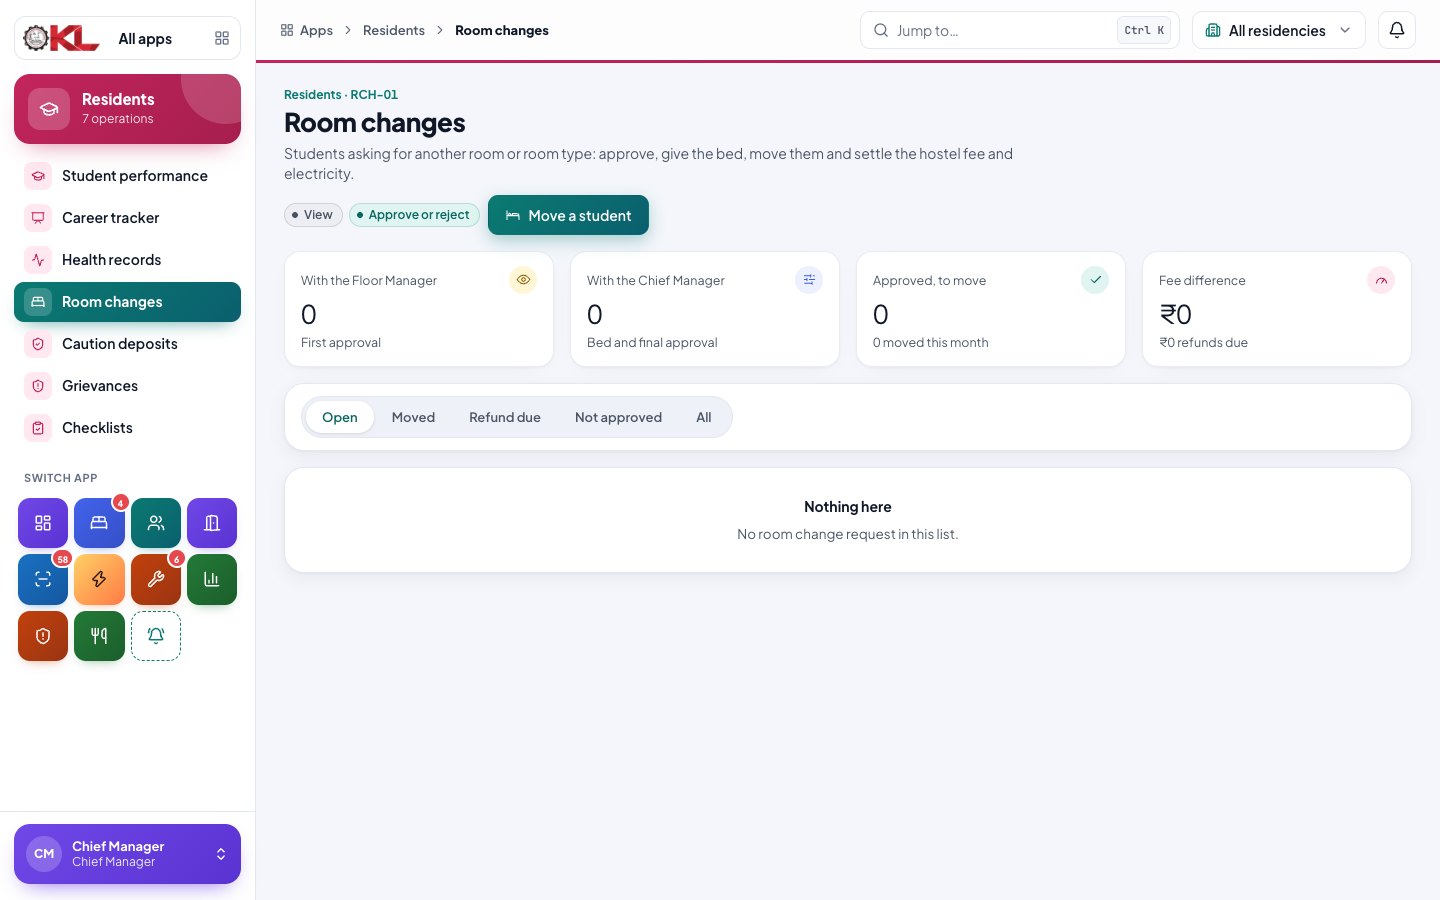 KL
All apps
Apps > Residents > Room changes
Jump to...
Ctrl K
All residencies
Residents
7 operations
Student performance
Career tracker
Health records
Room changes
Caution deposits
Grievances
Checklists
SWITCH APP
4
58
6
CM
Chief Manager
Chief Manager
Residents · RCH-01
Room changes
Students asking for another room or room type: approve, give the bed, move them and settle the hostel fee and
electricity.
View
Approve or reject
Move a student
With the Floor Manager
0
First approval
With the Chief Manager
0
Bed and final approval
Approved, to move
0
0 moved this month
Fee difference
₹0
₹0 refunds due
Open
Moved
Refund due
Not approved
All
Nothing here
No room change request in this list.